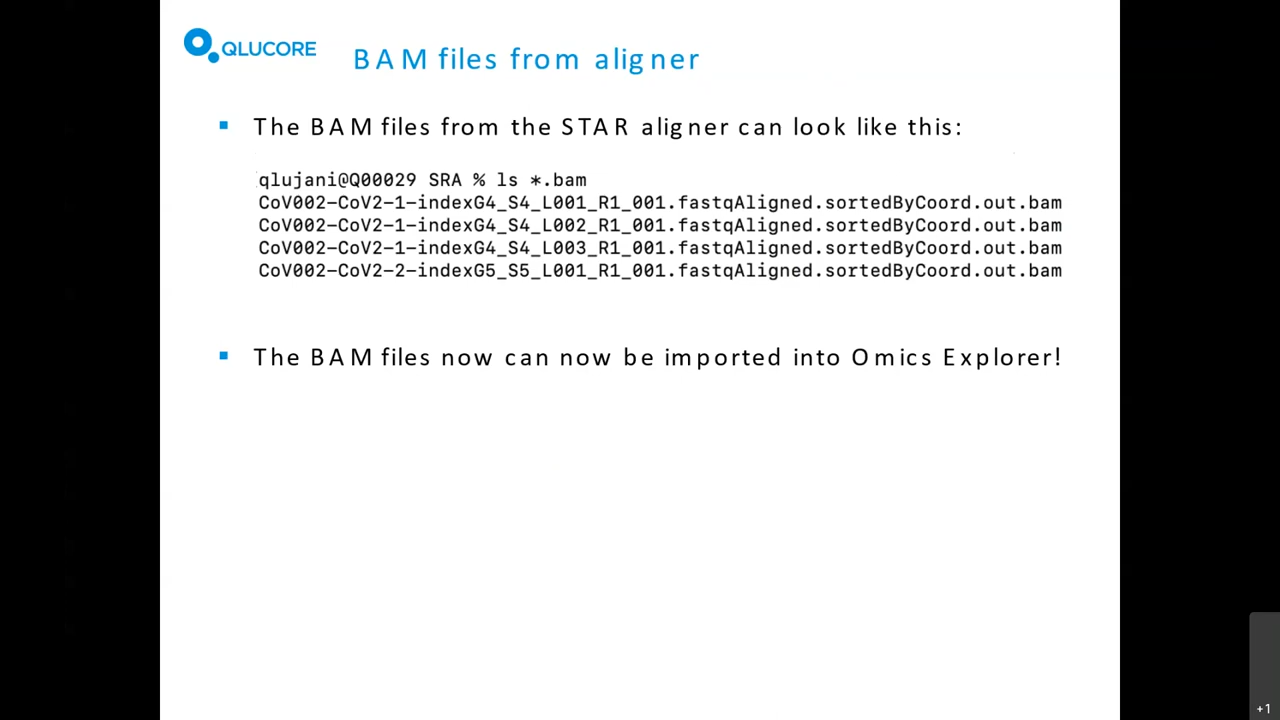 QLUCORE
BAM files from aligner
The BAM files from the STAR aligner can look like this:
qlujani@Q00029 SRA % ls *.bam
CoV002-CoV2-1-indexG4_S4_L001_R1_001.fastqAligned.sortedByCoord.out.bam
CoV002-CoV2-1-indexG4_S4_L002_R1_001.fastqAligned.sortedByCoord.out.bam
CoV002-CoV2-1-indexG4_S4_L003_R1_001.fastqAligned.sortedByCoord.out.bam
CoV002-CoV2-2-indexG5_S5_L001_R1_001.fastqAligned.sortedByCoord.out.bam
The BAM files now can now be imported into Omics Explorer!
+1